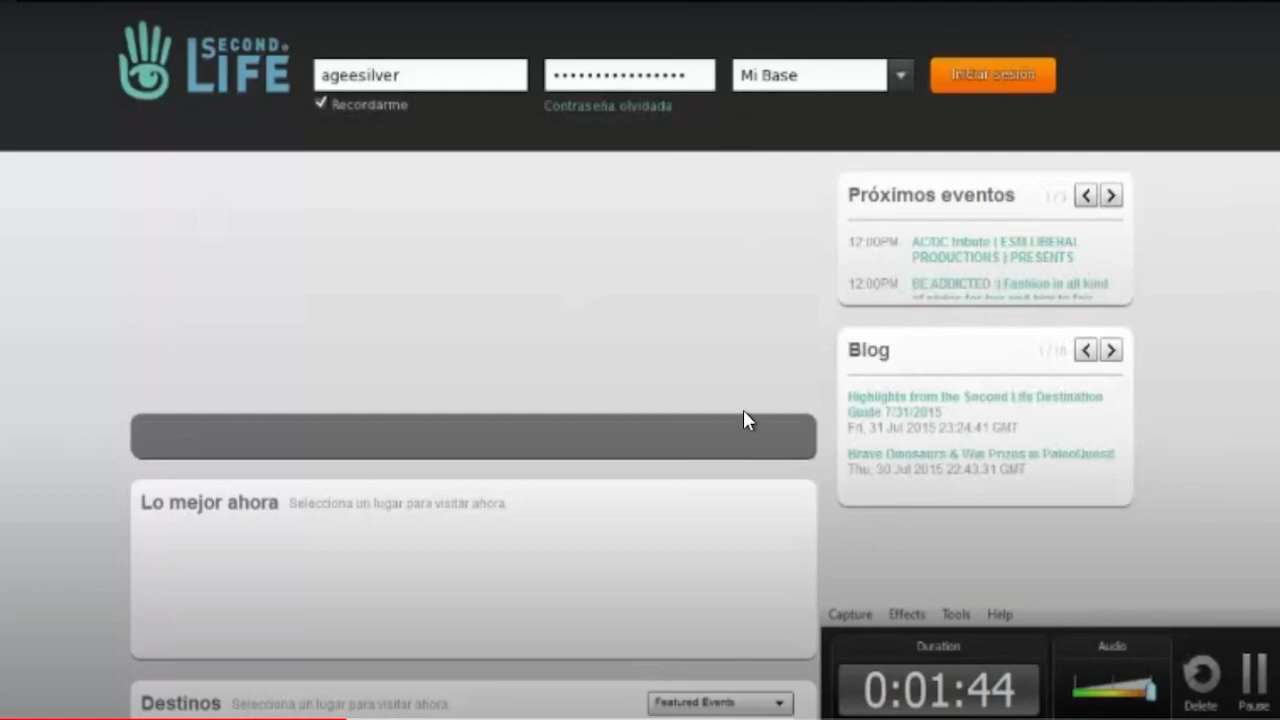 SECOND
LIFE
ageesilver
Mi Base
Iniciar sesión
Recordarme
Contraseña olvidada
Próximos eventos
12:00PM AC/DC tribute | ESM LIBERAL
PRODUCTIONS | PRESENTS
12:00PM BE ADDICTED :| Fashion in all kind
Blog
1 / 10
Highlights from the Second Life Destination
Guide 7/31/2015
Fri, 31 Jul 2015 23:24:41 GMT
Brave Dinosaurs & Win Prizes in PaleoQuest!
Thu, 30 Jul 2015 22:43:31 GMT
Lo mejor ahora Selecciona un lugar para visitar ahora.
Capture Effects Tools Help
Duration
Audio
0:01:44
Delete
Pause
Destinos Selecciona un lugar para visitar ahora.
Featured Events